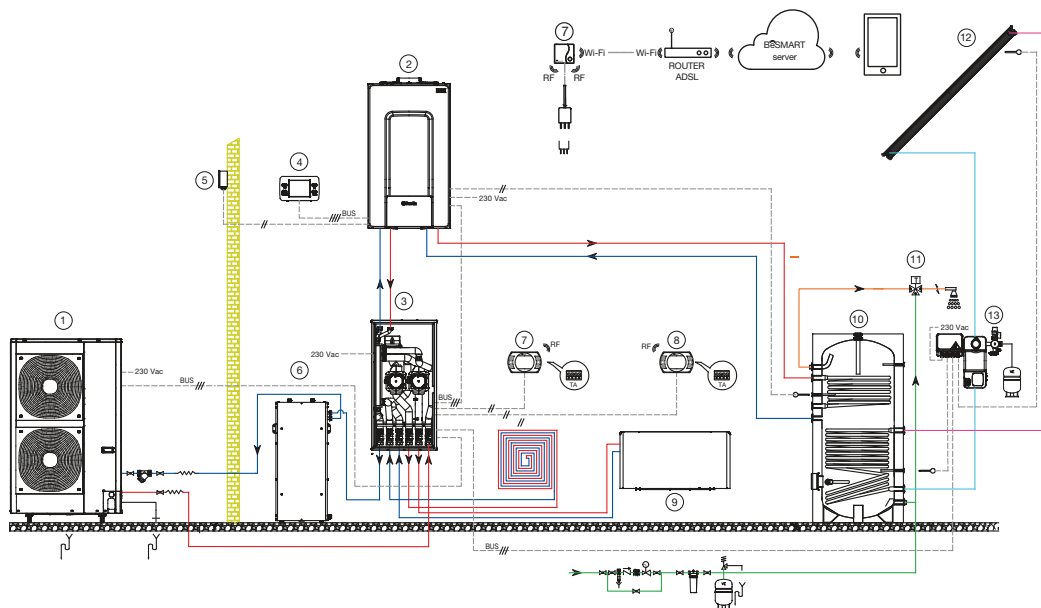 7
12
Wi-Fi
Wi-Fi
BeSMART
server
RF
RF
ROUTER
ADSL
2
4
5
230 Vac
BUS
11
T
3
10
13
1
7
RF
RF
8
230 Vac
230 Vac
230 Vac
6
BUS
TA
TA
BUS
9
BUS